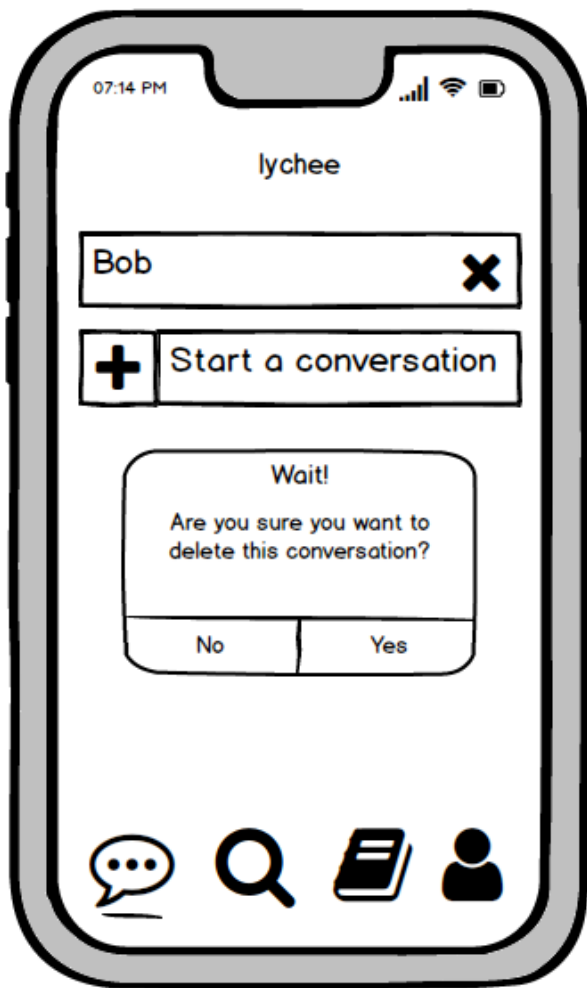 07:14 PM
lychee
Bob
Start a conversation
Wait!
Are you sure you want to
delete this conversation?
No Yes